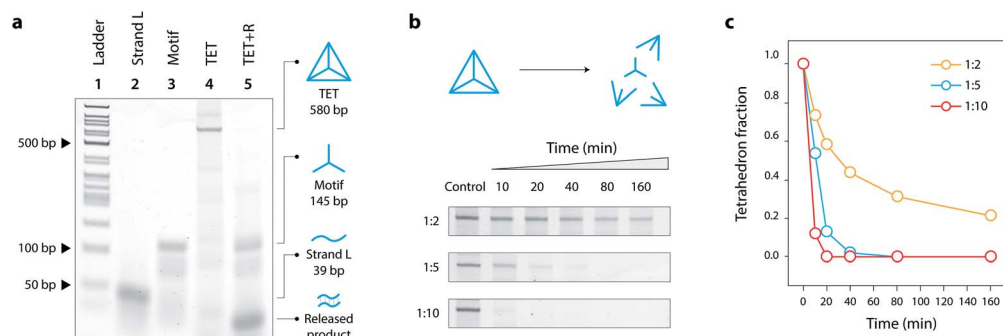 a
Ladder
Strand L
Motif
TET
TET+R
1 2 3 4 5
500 bp
100 bp
50 bp
TET
580 bp
Motif
145 bp
Strand L
39 bp
Released
product
b
Time (min)
Control 10 20 40 80 160
1:2
1:5
1:10
c
Tetrahedron fraction
1.0
0.8
0.6
0.4
0.2
0.0
1:2
1:5
1:10
0 20 40 60 80 100 120 140 160
Time (min)